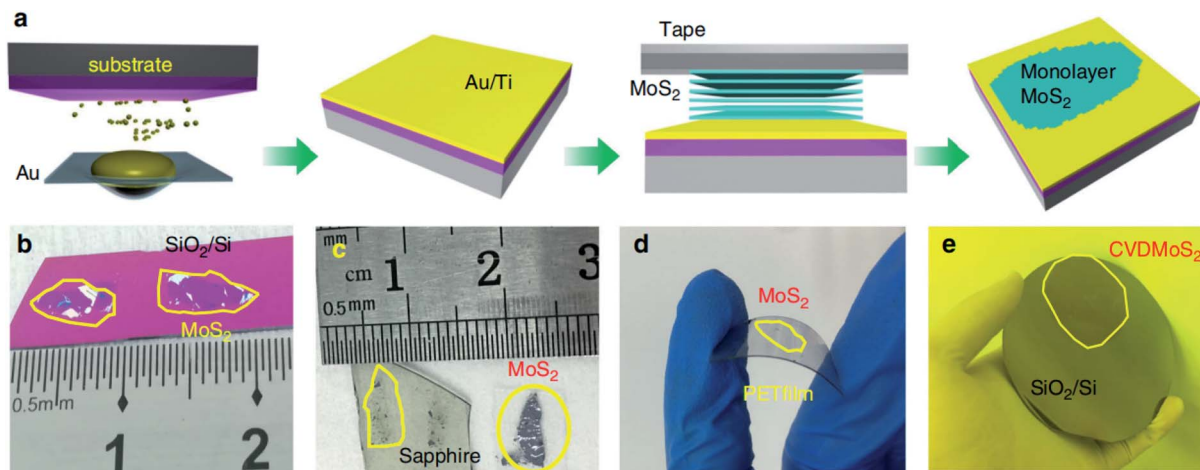 a
substrate
Au
Au/Ti
Tape
MoS₂
Monolayer
MoS₂
b
SiO₂/Si
MoS₂
0.5mm
1
2
c
mm
cm
1
2
3
0.5mm
MoS₂
Sapphire
d
MoS₂
PETfilm
e
CVDMoS₂
SiO₂/Si